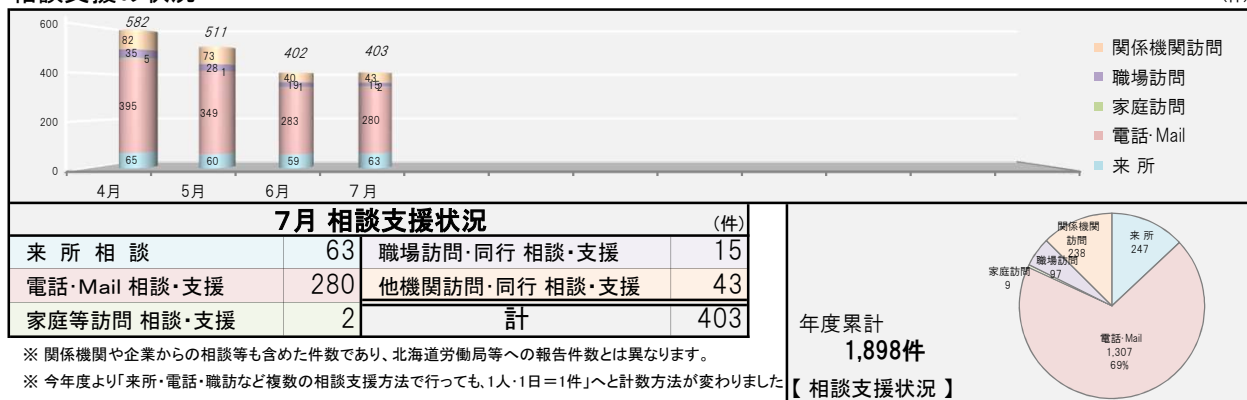 600
400
200
0
582
511
402
403
82
35
5
395
65
73
28
1
349
60
40
19
1
283
59
43
15
2
280
63
4月
5月
6月
7月
関係機関訪問
職場訪問
家庭訪問
電話・Mail
来 所
7月 相談支援状況
(件)
来 所 相 談 63 職場訪問・同行 相談・支援 15
電話・Mail 相談・支援 280 他機関訪問・同行 相談・支援 43
家庭等訪問 相談・支援 2 計 403
※ 関係機関や企業からの相談等も含めた件数であり、北海道労働局等への報告件数とは異なります。
※ 今年度より「来所・電話・職訪など複数の相談支援方法で行っても、1人・1日=1件」へと計数方法が変わりました
年度累計
1,898件
【 相談支援状況 】
関係機関
訪問
238
来 所
247
職場訪問
97
家庭訪問
9
電話・Mail
1,307
69%